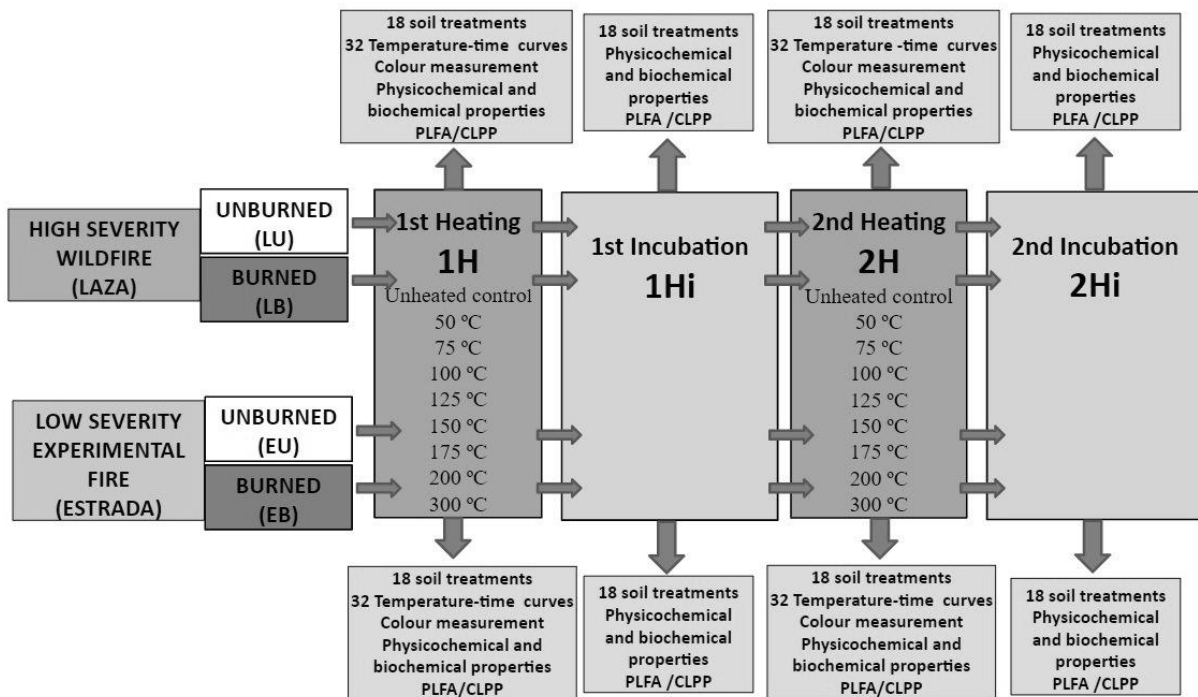 18 soil treatments
32 Temperature-time curves
Colour measurement
Physicochemical and
biochemical properties
PLFA/CLPP
18 soil treatments
Physicochemical
and biochemical
properties
PLFA /CLPP
18 soil treatments
32 Temperature -time curves
Colour measurement
Physicochemical and
biochemical properties
PLFA/CLPP
18 soil treatments
Physicochemical
and biochemical
properties
PLFA /CLPP
HIGH SEVERITY
WILDFIRE
(LAZA)
UNBURNED
(LU)
BURNED
(LB)
LOW SEVERITY
EXPERIMENTAL
FIRE
(ESTRADA)
UNBURNED
(EU)
BURNED
(EB)
1st Heating
1H
Unheated control
50 ºC
75 ºC
100 ºC
125 ºC
150 ºC
175 ºC
200 ºC
300 ºC
1st Incubation
1Hi
2nd Heating
2H
Unheated control
50 ºC
75 ºC
100 ºC
125 ºC
150 ºC
175 ºC
200 ºC
300 ºC
2nd Incubation
2Hi
18 soil treatments
32 Temperature-time curves
Colour measurement
Physicochemical and
biochemical properties
PLFA/CLPP
18 soil treatments
Physicochemical
and biochemical
properties
PLFA /CLPP
18 soil treatments
32 Temperature-time curves
Colour measurement
Physicochemical and
biochemical properties
PLFA/CLPP
18 soil treatments
Physicochemical
and biochemical
properties
PLFA /CLPP